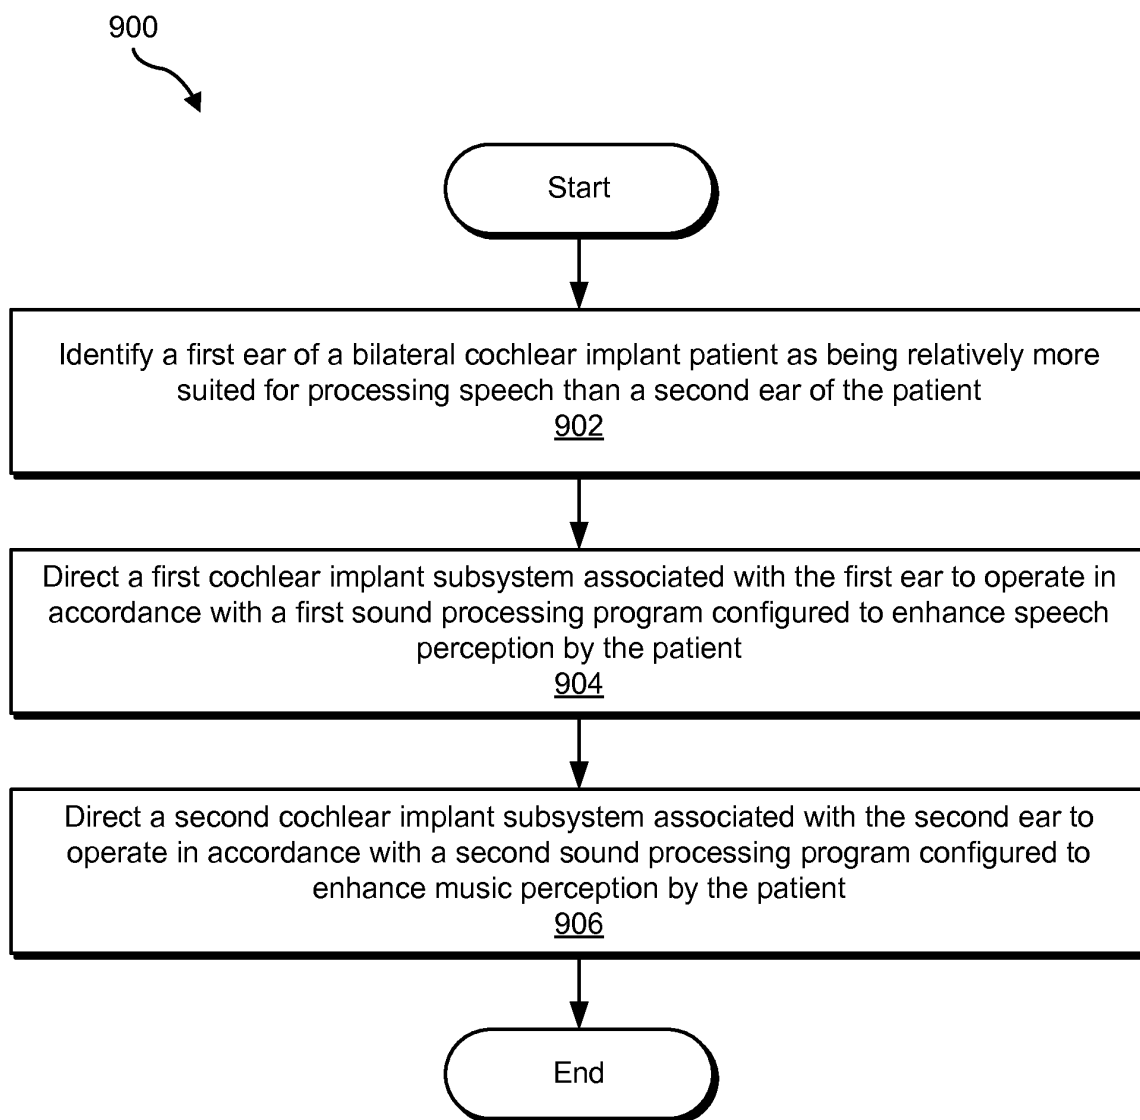 900
Start
Identify a first ear of a bilateral cochlear implant patient as being relatively more
suited for processing speech than a second ear of the patient
902
Direct a first cochlear implant subsystem associated with the first ear to operate in
accordance with a first sound processing program configured to enhance speech
perception by the patient
904
Direct a second cochlear implant subsystem associated with the second ear to
operate in accordance with a second sound processing program configured to
enhance music perception by the patient
906
End